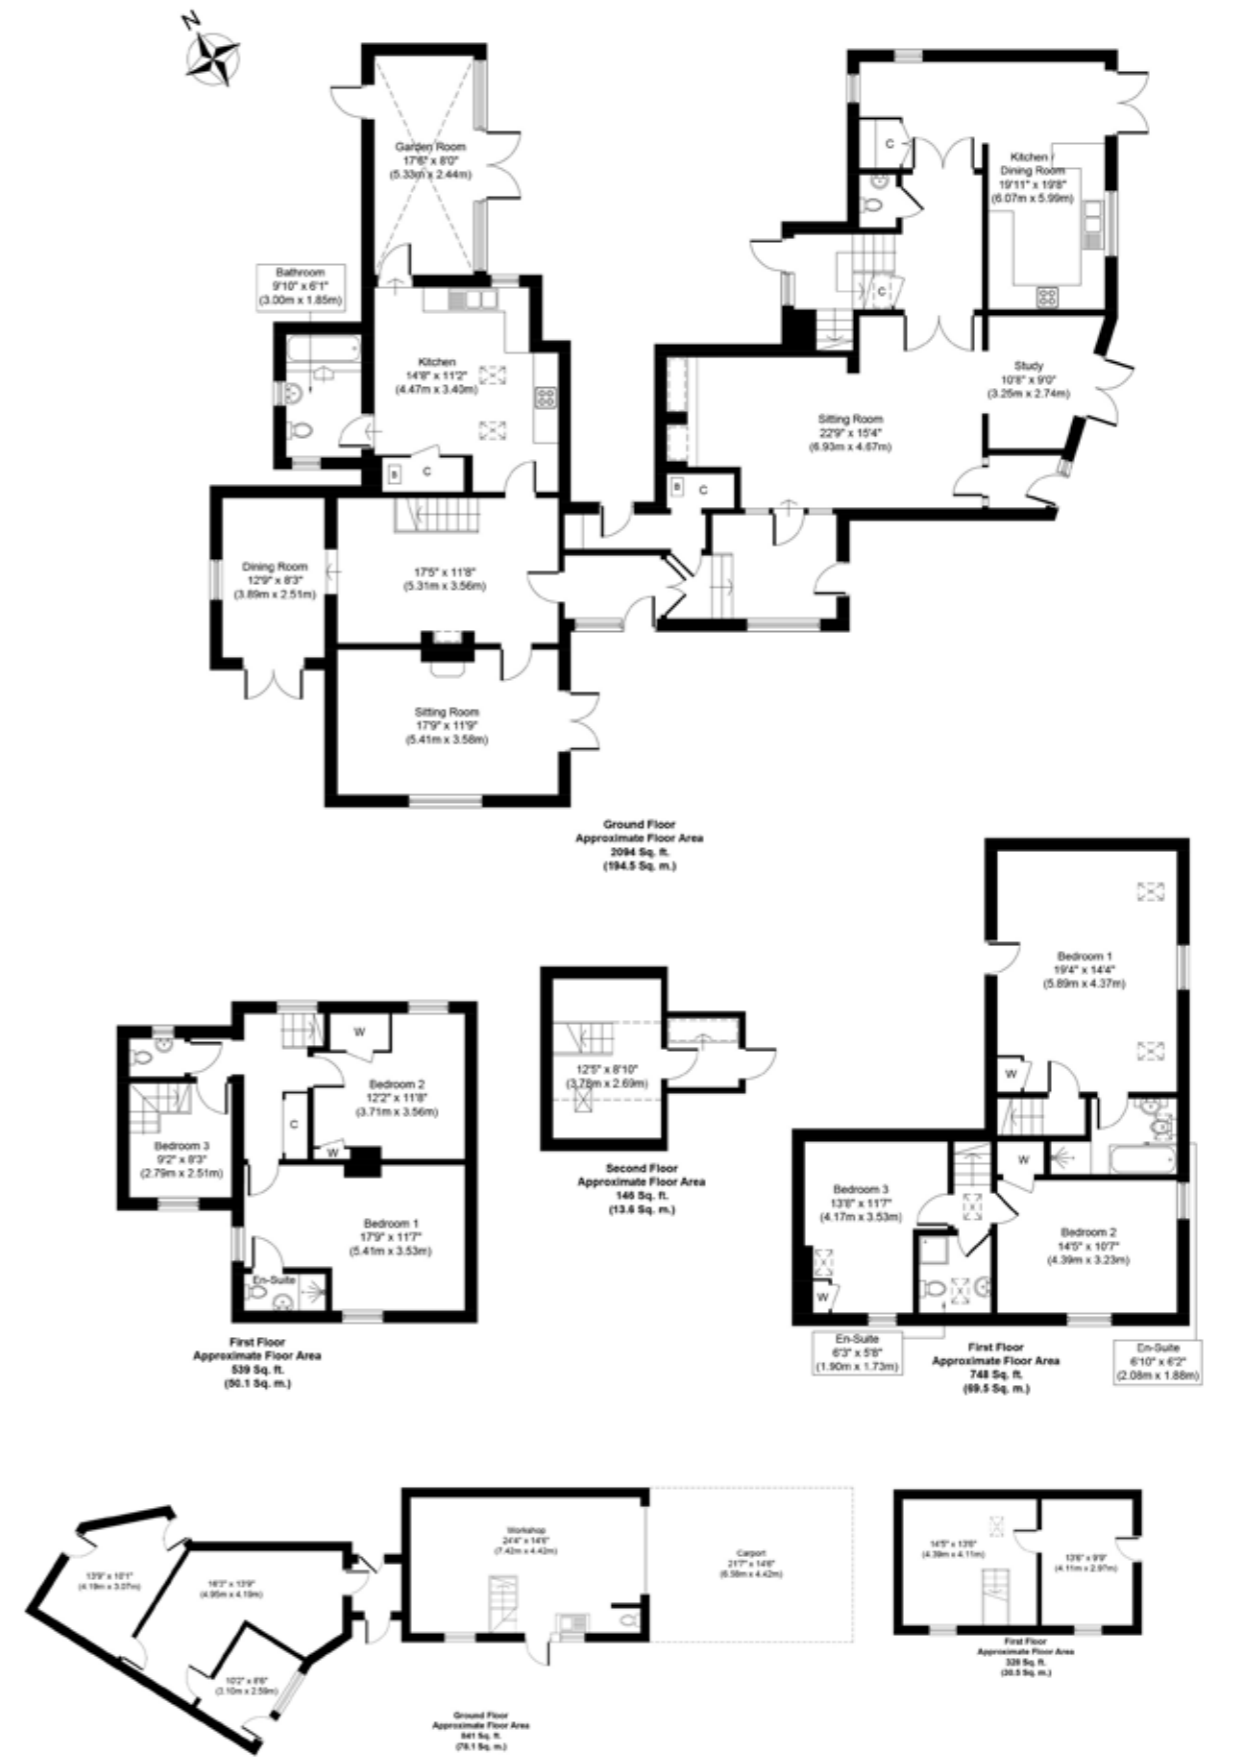 N
Garden Room
17'6" x 8'0"
(5.33m x 2.44m)
Bathroom
9'10" x 6'1"
(3.00m x 1.85m)
Kitchen
14'8" x 11'2"
(4.47m x 3.40m)
B
C
Dining Room
12'9" x 8'3"
(3.89m x 2.51m)
17'5" x 11'8"
(5.31m x 3.56m)
Sitting Room
17'9" x 11'9"
(5.41m x 3.58m)
C
Kitchen /
Dining Room
19'11" x 19'8"
(6.07m x 5.99m)
C
Study
10'8" x 9'0"
(3.25m x 2.74m)
Sitting Room
22'9" x 15'4"
(6.93m x 4.67m)
B
C
Ground Floor
Approximate Floor Area
2094 Sq. ft.
(194.5 Sq. m.)
W
Bedroom 2
12'2" x 11'8"
(3.71m x 3.56m)
C
W
Bedroom 3
9'2" x 8'3"
(2.79m x 2.51m)
Bedroom 1
17'9" x 11'7"
(5.41m x 3.53m)
En-Suite
First Floor
Approximate Floor Area
539 Sq. ft.
(50.1 Sq. m.)
12'5" x 8'10"
(3.78m x 2.69m)
Second Floor
Approximate Floor Area
146 Sq. ft.
(13.6 Sq. m.)
Bedroom 1
19'4" x 14'4"
(5.89m x 4.37m)
W
W
Bedroom 3
13'8" x 11'7"
(4.17m x 3.53m)
W
Bedroom 2
14'5" x 10'7"
(4.39m x 3.23m)
En-Suite
6'3" x 5'8"
(1.90m x 1.73m)
First Floor
Approximate Floor Area
748 Sq. ft.
(69.5 Sq. m.)
En-Suite
6'10" x 6'2"
(2.08m x 1.88m)
13'9" x 10'1"
(4.19m x 3.07m)
16'3" x 13'9"
(4.95m x 4.19m)
10'2" x 8'6"
(3.10m x 2.59m)
Workshop
24'4" x 14'6"
(7.42m x 4.42m)
Carport
21'7" x 14'6"
(6.58m x 4.42m)
Ground Floor
Approximate Floor Area
841 Sq. ft.
(78.1 Sq. m.)
14'5" x 13'6"
(4.39m x 4.11m)
13'6" x 9'9"
(4.11m x 2.97m)
First Floor
Approximate Floor Area
328 Sq. ft.
(30.5 Sq. m.)